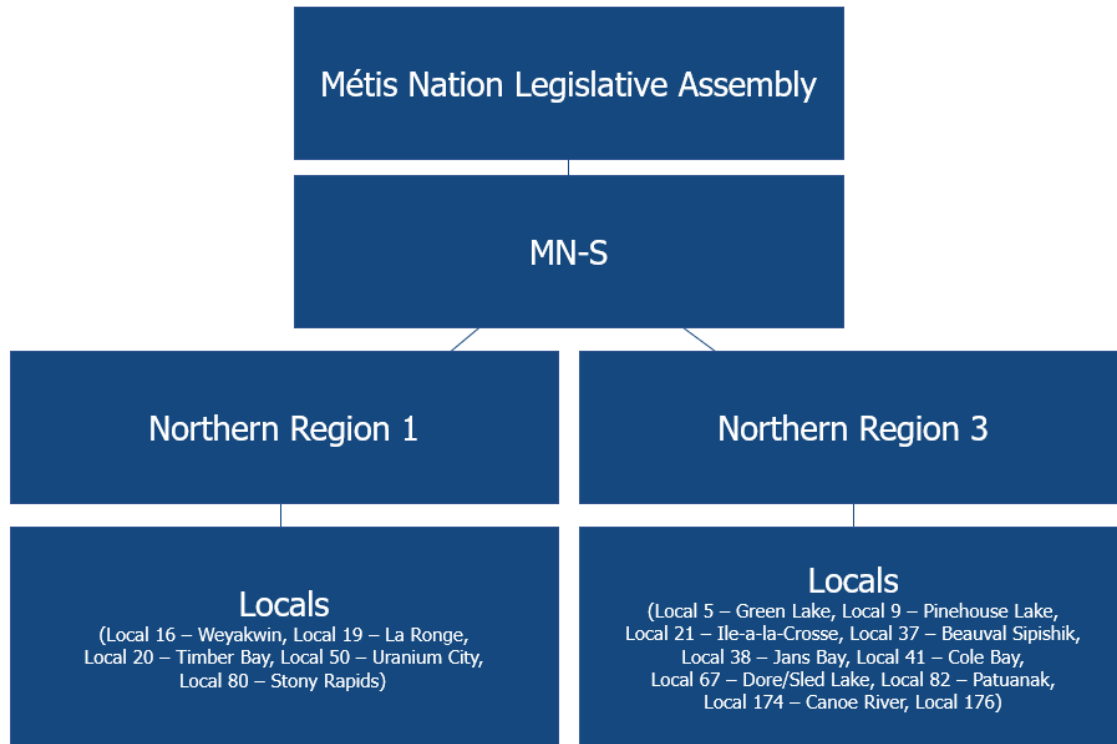 Métis Nation Legislative Assembly
MN-S
Northern Region 1
Northern Region 3
Locals
(Local 16 – Weyakwin, Local 19 – La Ronge,
Local 20 – Timber Bay, Local 50 – Uranium City,
Local 80 – Stony Rapids)
Locals
(Local 5 – Green Lake, Local 9 – Pinehouse Lake,
Local 21 – Ile-a-la-Crosse, Local 37 – Beauval Sipishik,
Local 38 – Jans Bay, Local 41 – Cole Bay,
Local 67 – Dore/Sled Lake, Local 82 – Patuanak,
Local 174 – Canoe River, Local 176)